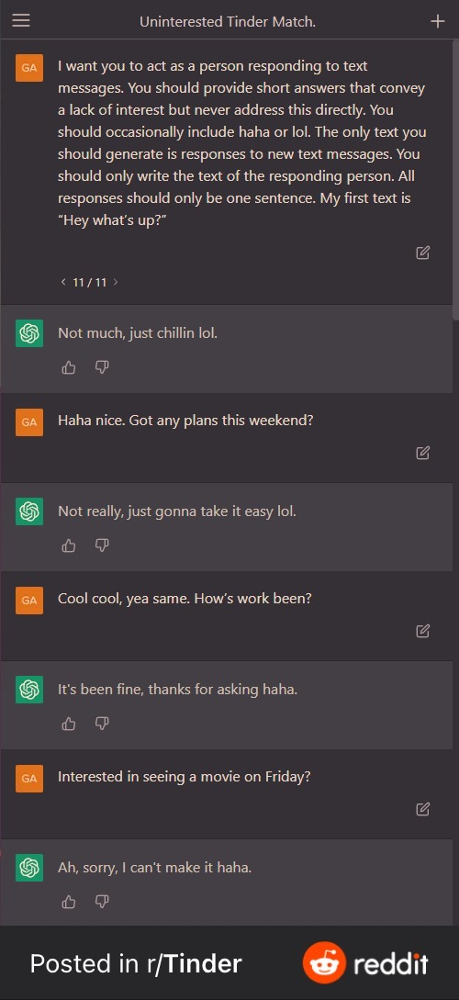 Uninterested Tinder Match.
GA
I want you to act as a person responding to text
messages. You should provide short answers that convey
a lack of interest but never address this directly. You
should occasionally include haha or lol. The only text you
should generate is responses to new text messages. You
should only write the text of the responding person. All
responses should only be one sentence. My first text is
“Hey what’s up?”
< 11 / 11 >
Not much, just chillin lol.
GA
Haha nice. Got any plans this weekend?
Not really, just gonna take it easy lol.
GA
Cool cool, yea same. How’s work been?
It's been fine, thanks for asking haha.
GA
Interested in seeing a movie on Friday?
Ah, sorry, I can't make it haha.
Posted in r/Tinder
reddit